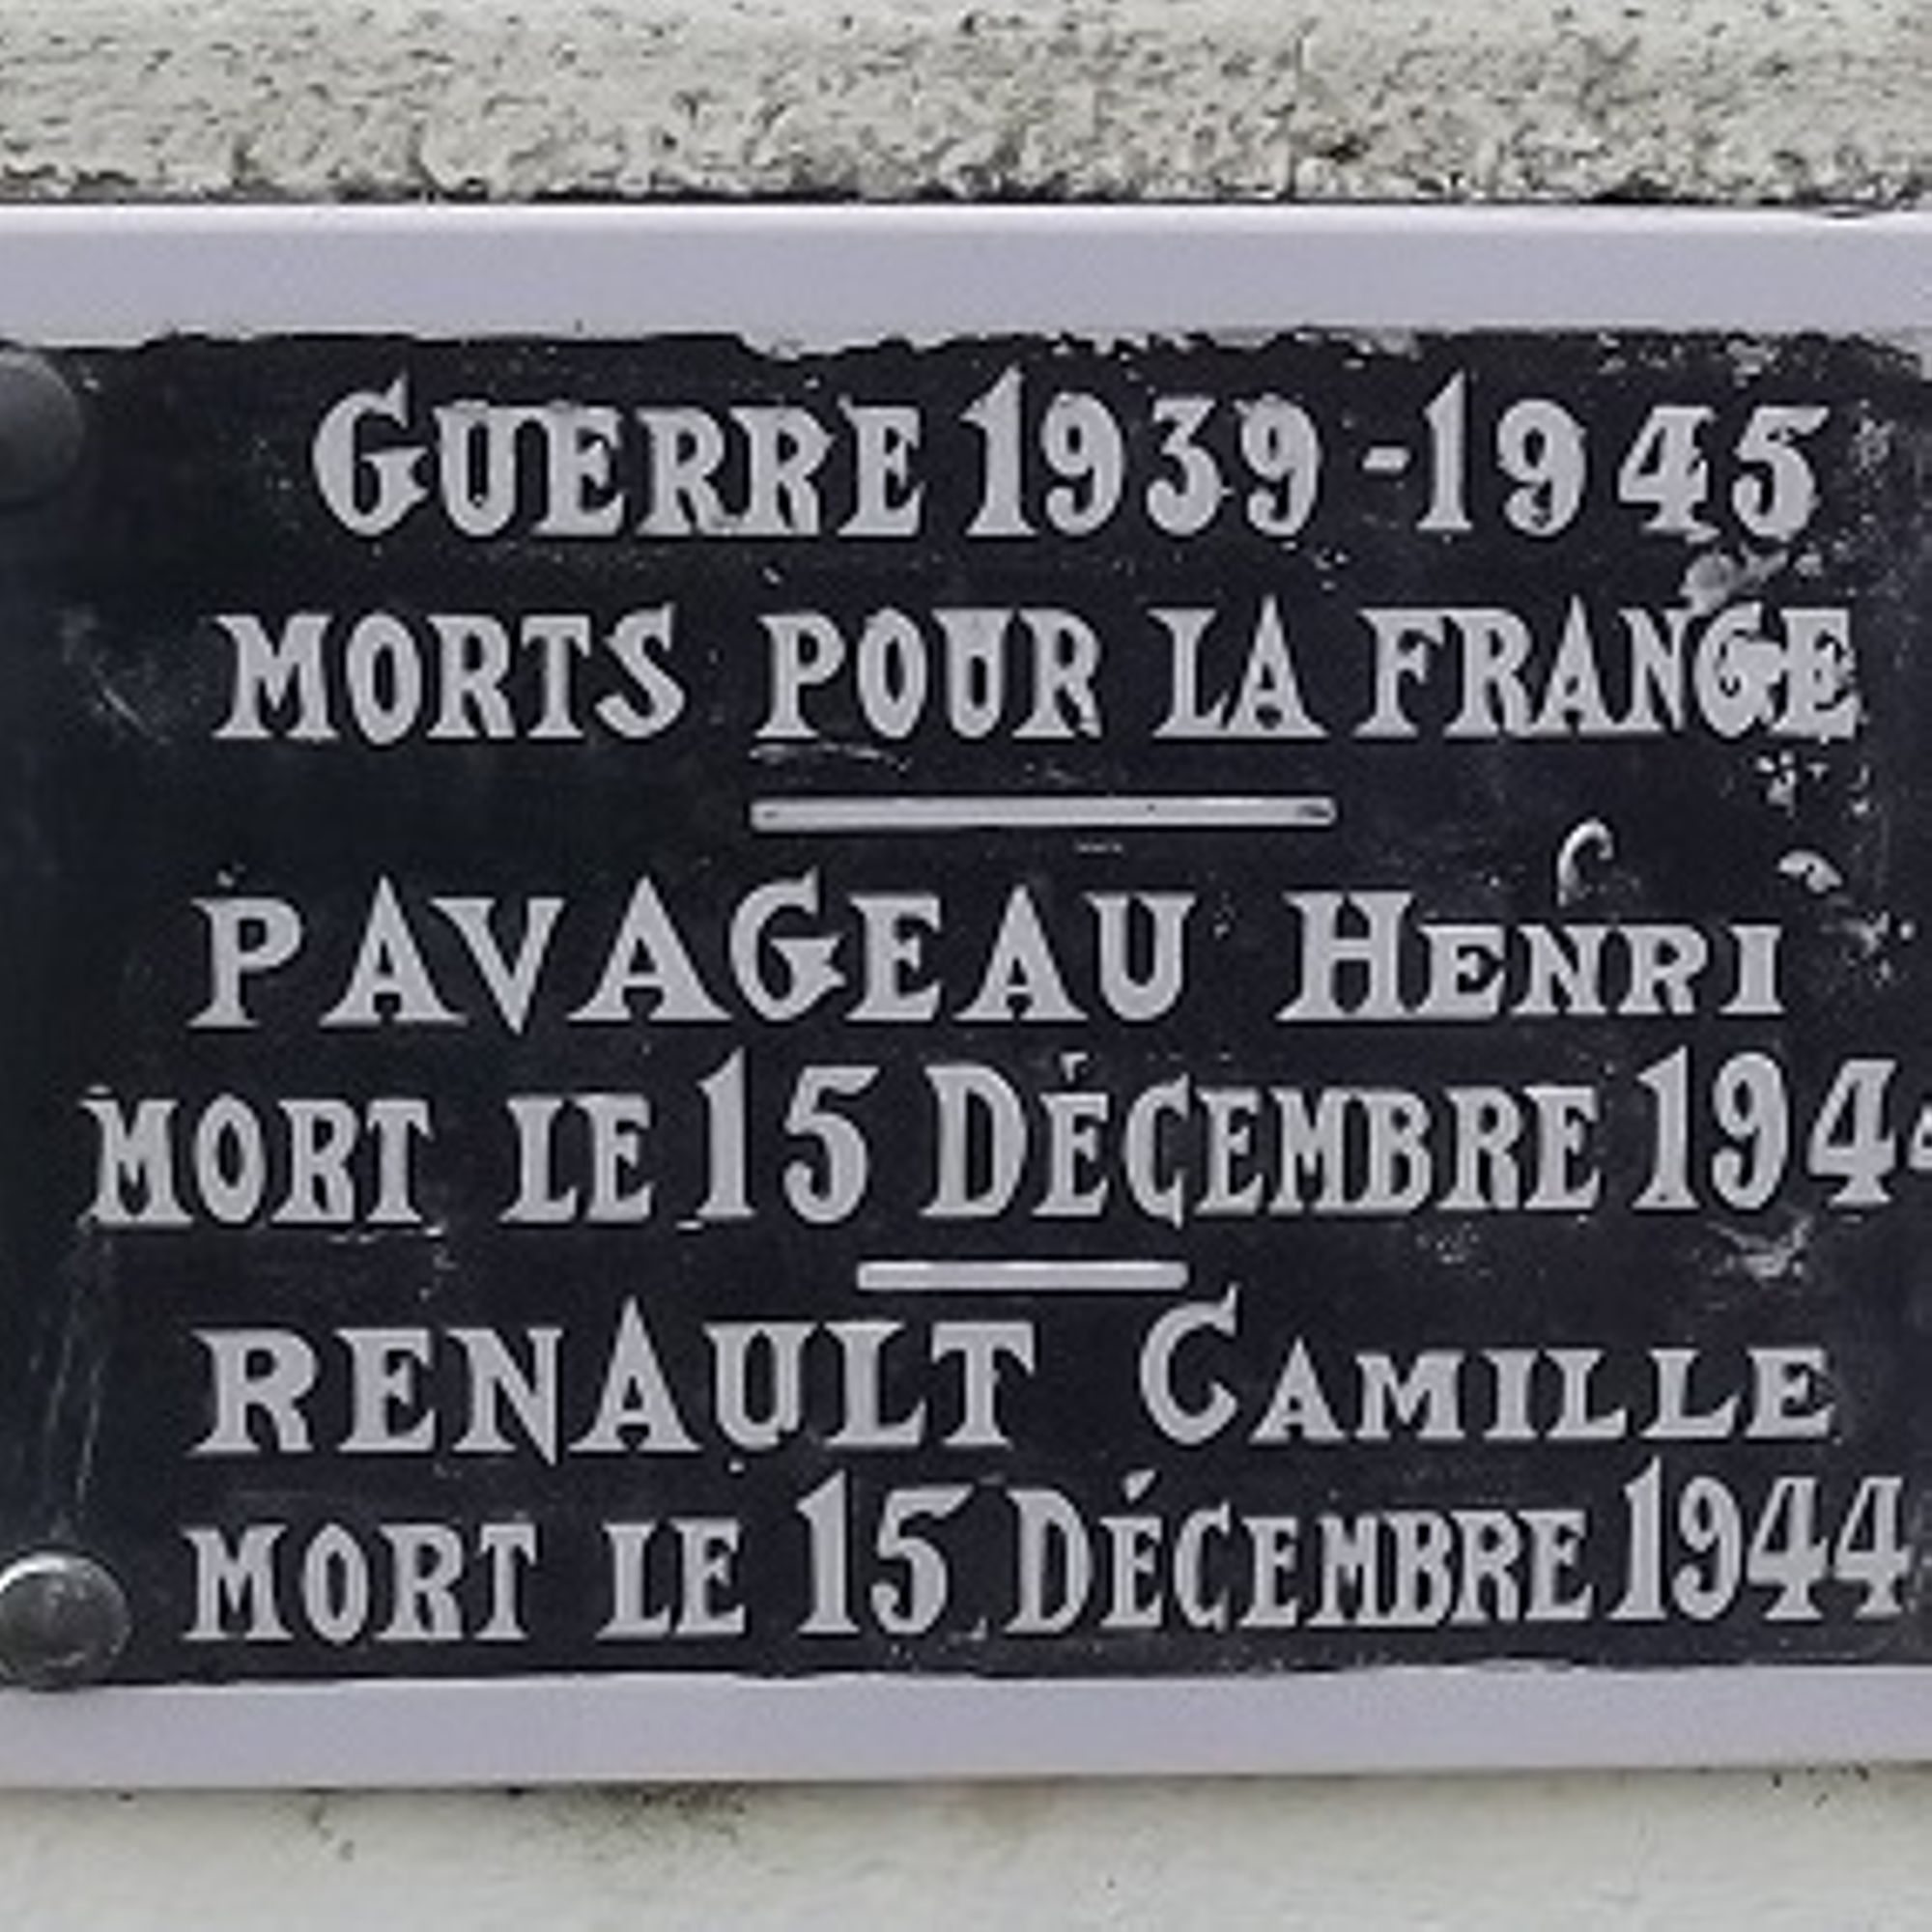 GUERRE 1939-1945
MORTS POUR LA FRANCE
PAVAGEAU HENRI
MORT LE 15 DÉCEMBRE 1944
RENAULT CAMILLE
MORT LE 15 DÉCEMBRE 1944